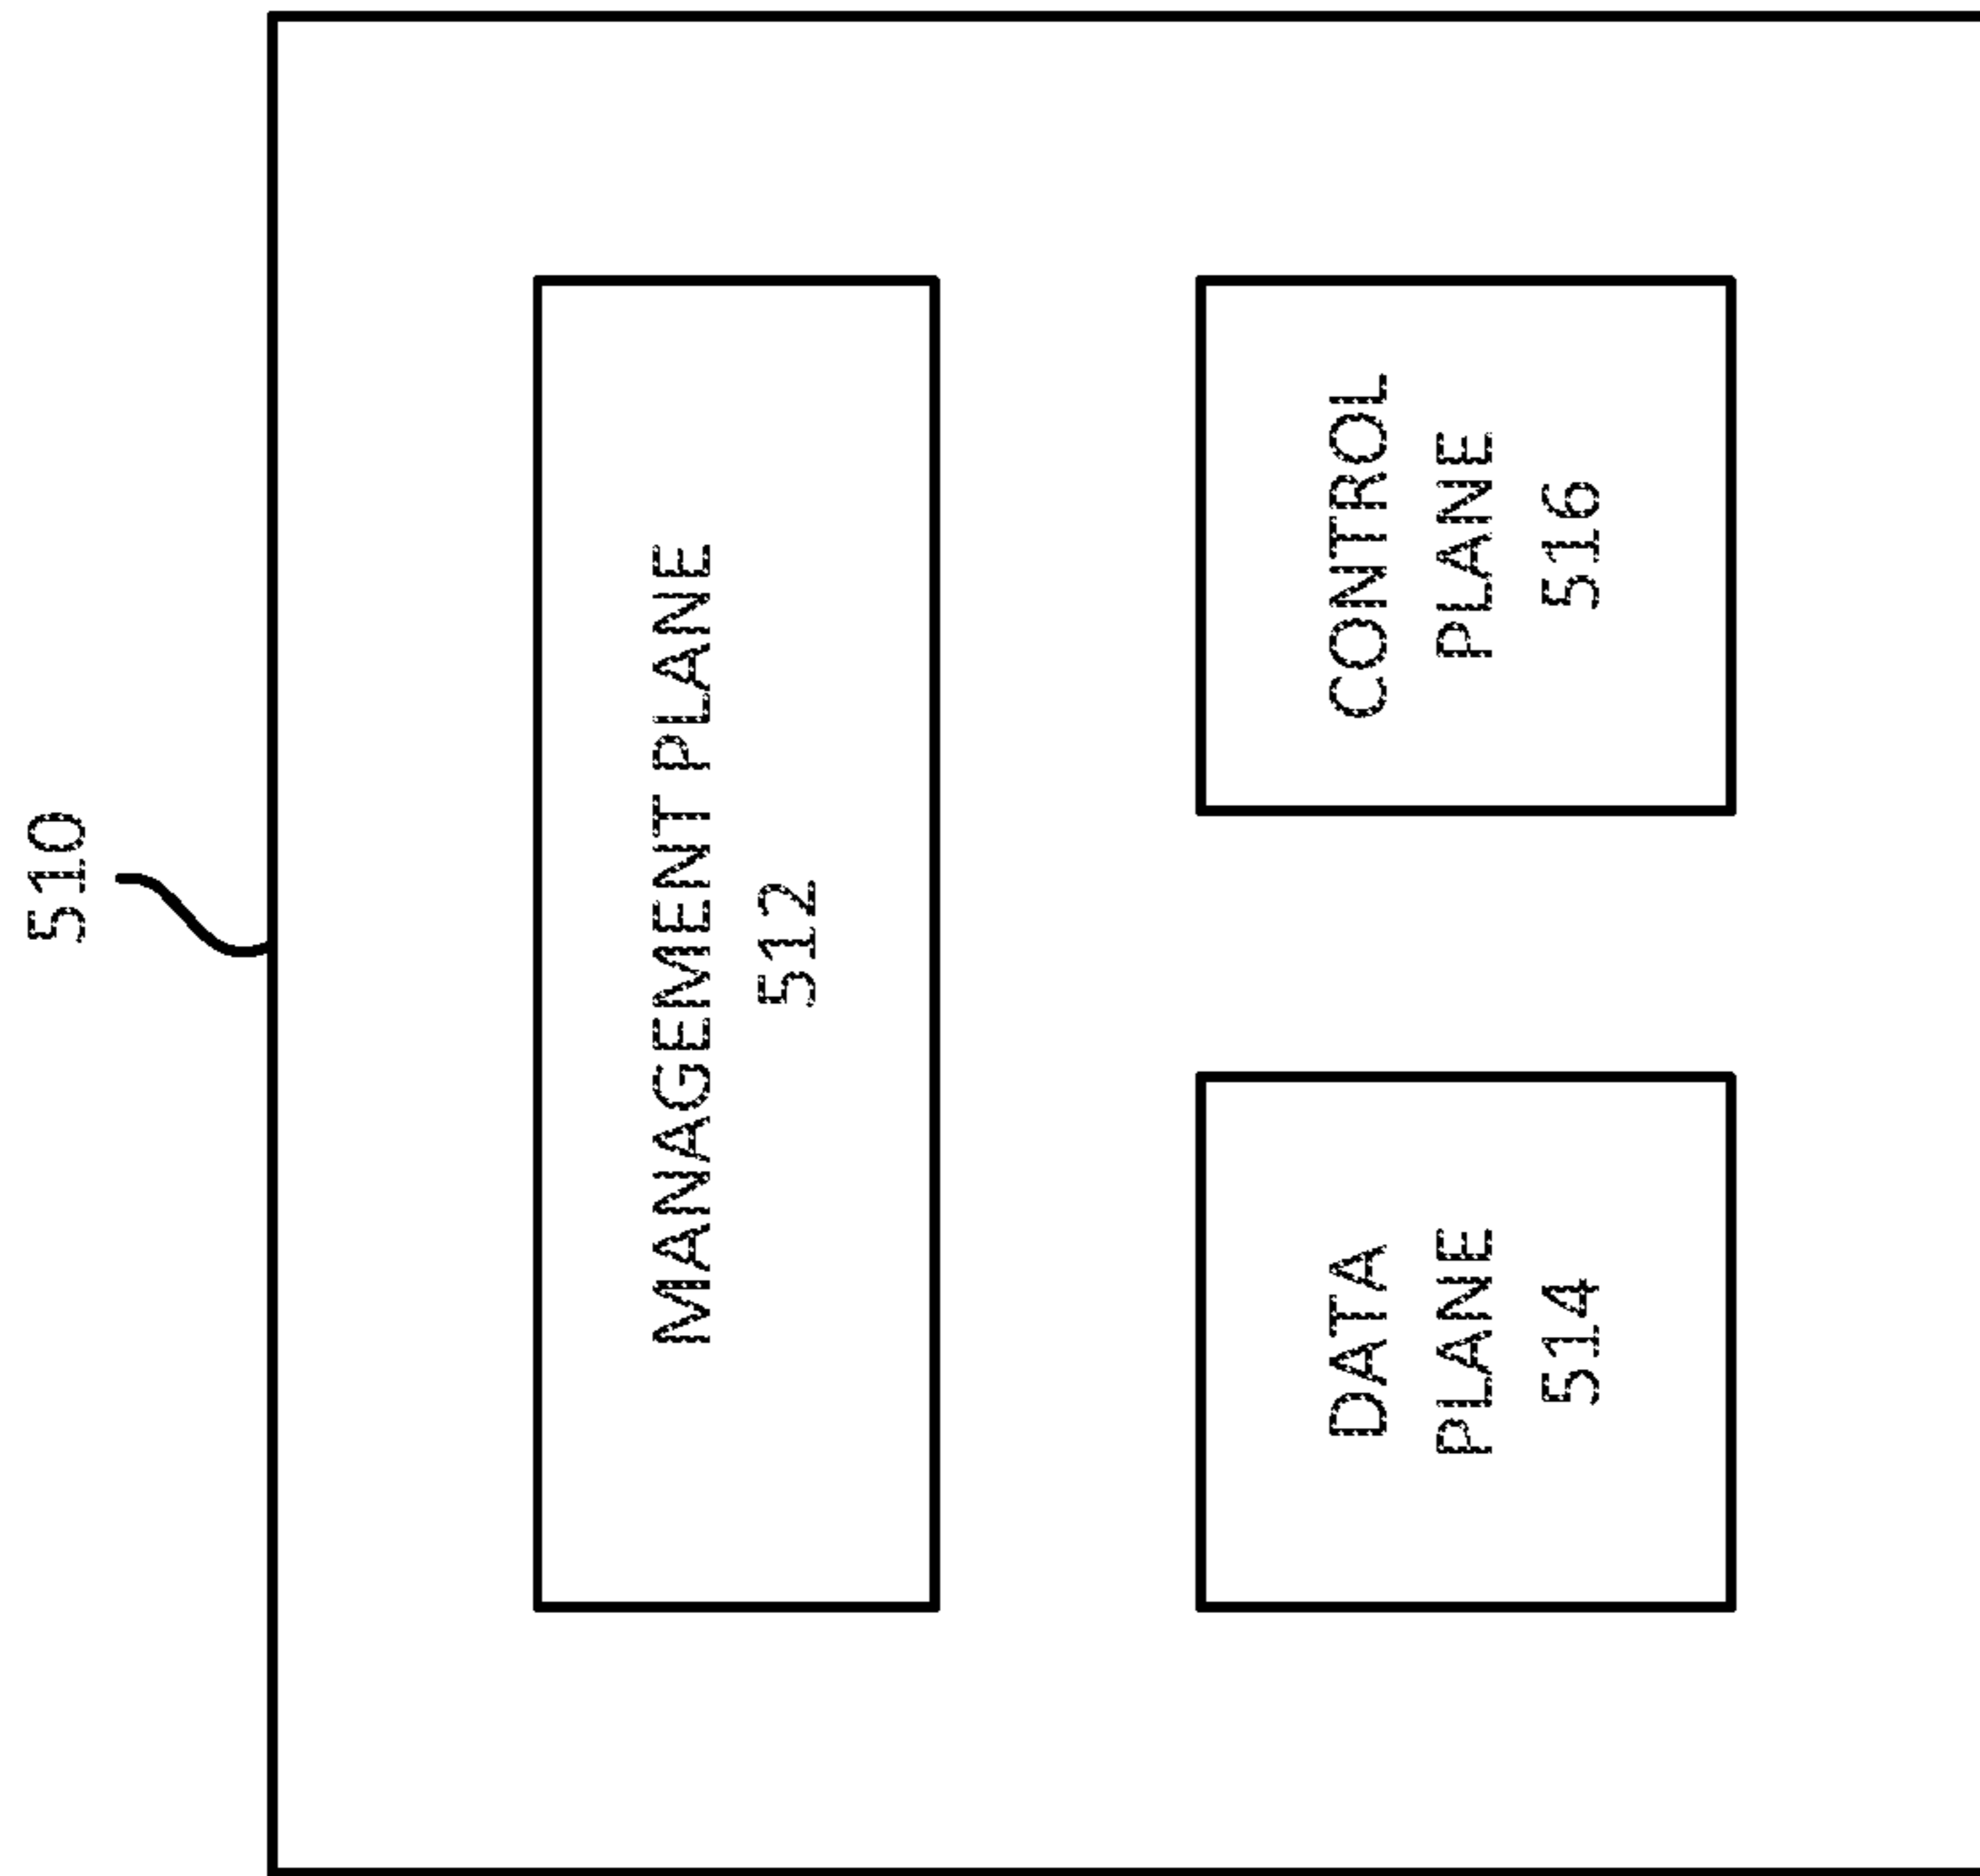 510
MANAGEMENT PLANE
512
DATA
PLANE
514
CONTROL
PLANE
516